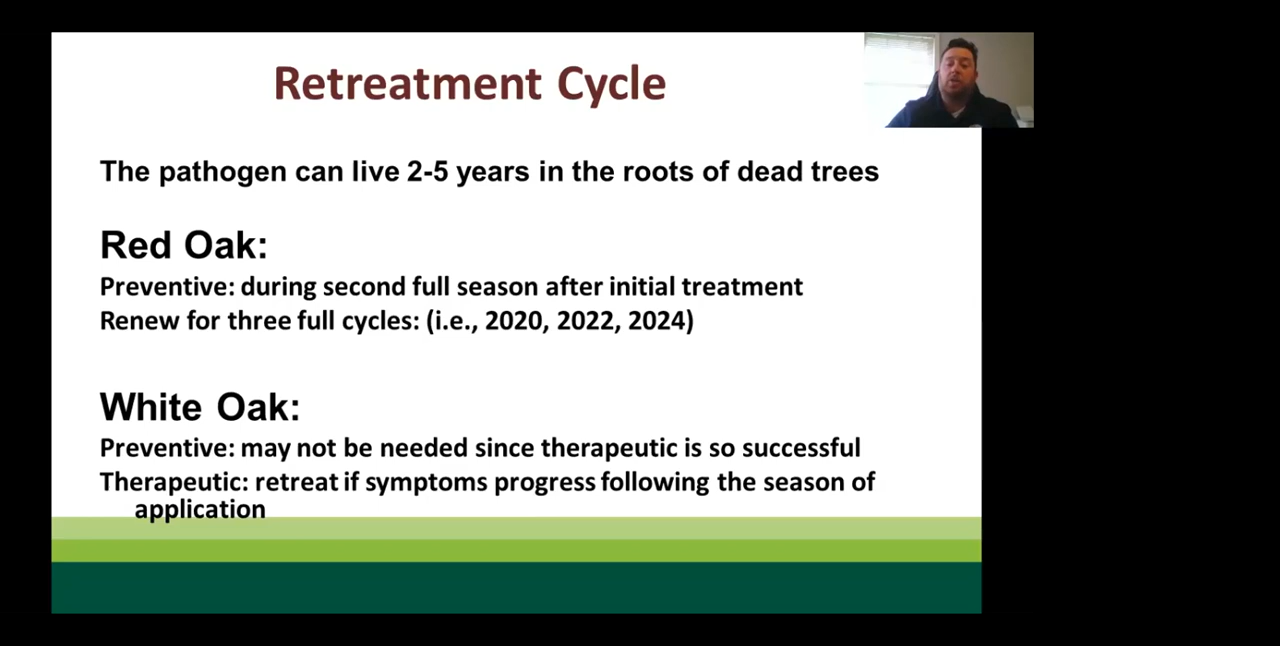 Retreatment Cycle
The pathogen can live 2-5 years in the roots of dead trees
Red Oak:
Preventive: during second full season after initial treatment
Renew for three full cycles: (i.e., 2020, 2022, 2024)
White Oak:
Preventive: may not be needed since therapeutic is so successful
Therapeutic: retreat if symptoms progress following the season of
application